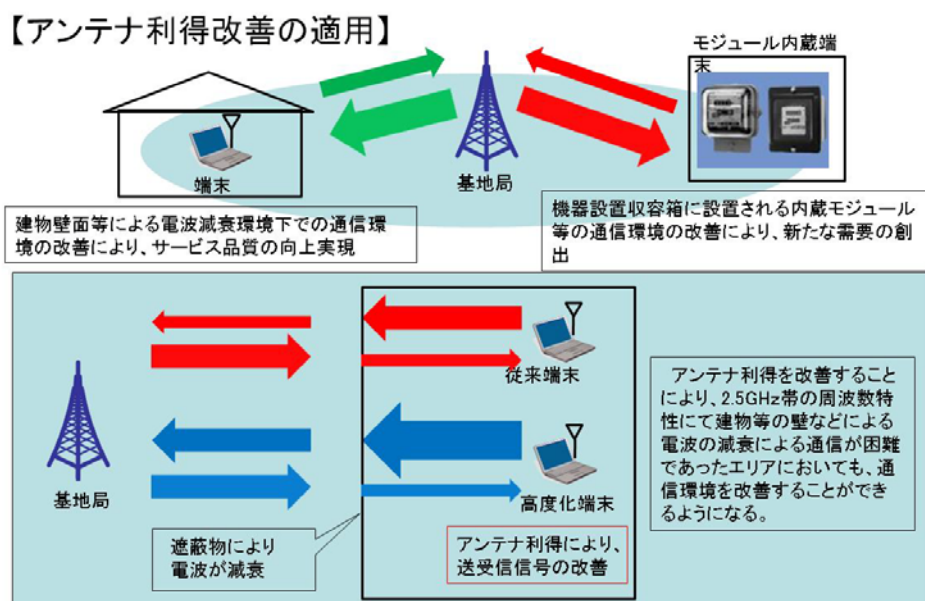 【アンテナ利得改善の適用】
モジュール内蔵端
末
端末
基地局
建物壁面等による電波減衰環境下での通信環
境の改善により、サービス品質の向上実現
機器設置収容箱に設置される内蔵モジュール
等の通信環境の改善により、新たな需要の創
出
従来端末
基地局
高度化端末
アンテナ利得を改善すること
により、2.5GHz帯の周波数特
性にて建物等の壁などによる
電波の減衰による通信が困難
であったエリアにおいても、通
信環境を改善することができ
るようになる。
遮蔽物により
電波が減衰
アンテナ利得により、
送受信信号の改善